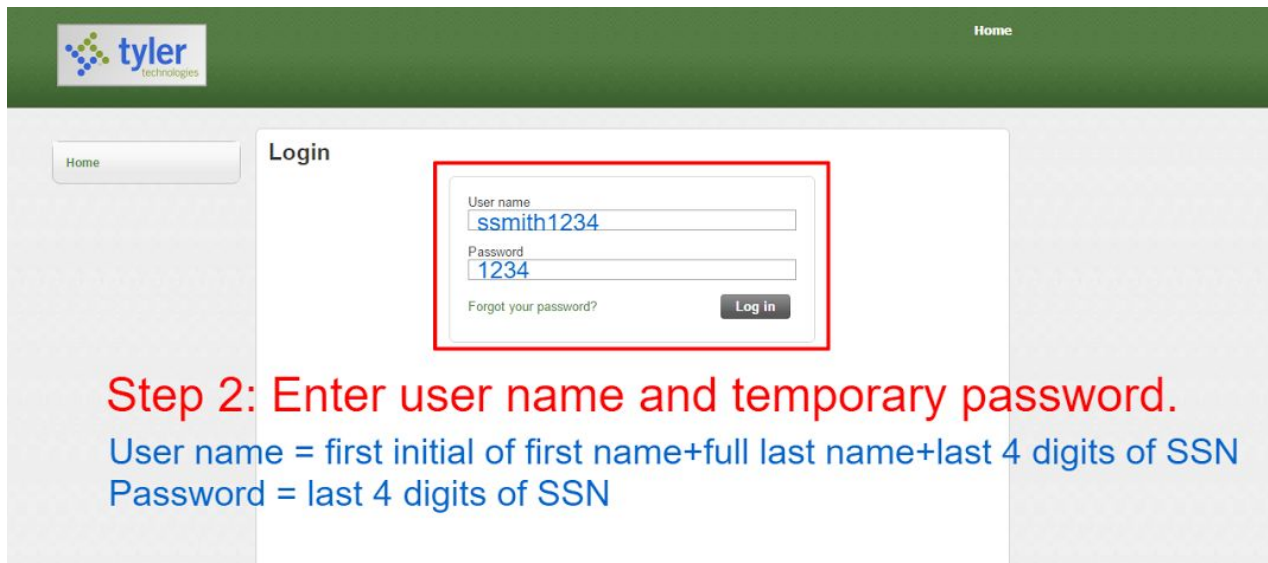 tyler
technologies
Home
Home
Login
User name
ssmith1234
Password
1234
Forgot your password?
Log in
Step 2: Enter user name and temporary password.
User name = first initial of first name+full last name+last 4 digits of SSN
Password = last 4 digits of SSN